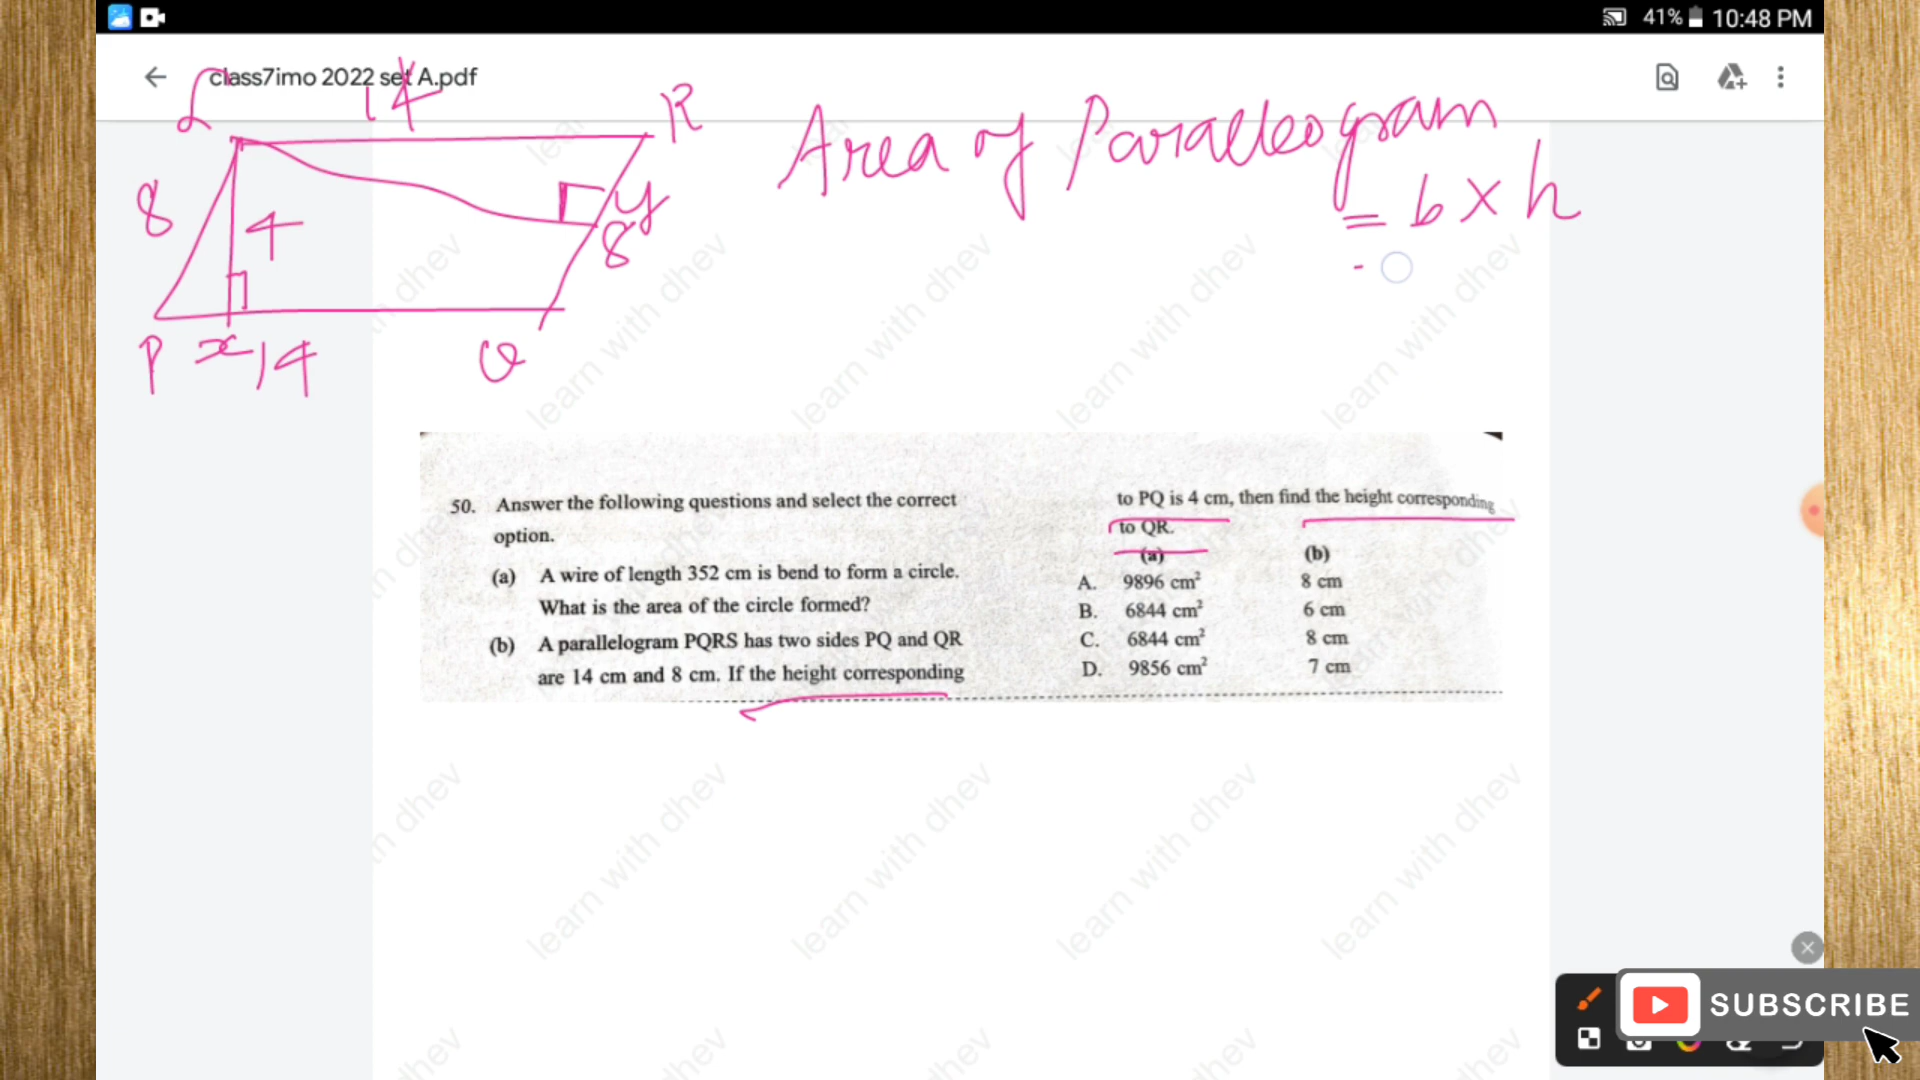 41% 10:48 PM
class7imo 2022 set A.pdf
14
R
8
4
y
8
P x 14 Q
Area of Paralleogram
= b x h
-
50. Answer the following questions and select the correct
option.
(a) A wire of length 352 cm is bend to form a circle.
What is the area of the circle formed?
(b) A parallelogram PQRS has two sides PQ and QR
are 14 cm and 8 cm. If the height corresponding
to PQ is 4 cm, then find the height corresponding
to QR.
(a) (b)
A. 9896 cm² 8 cm
B. 6844 cm² 6 cm
C. 6844 cm² 8 cm
D. 9856 cm² 7 cm
learn with dhev
SUBSCRIBE